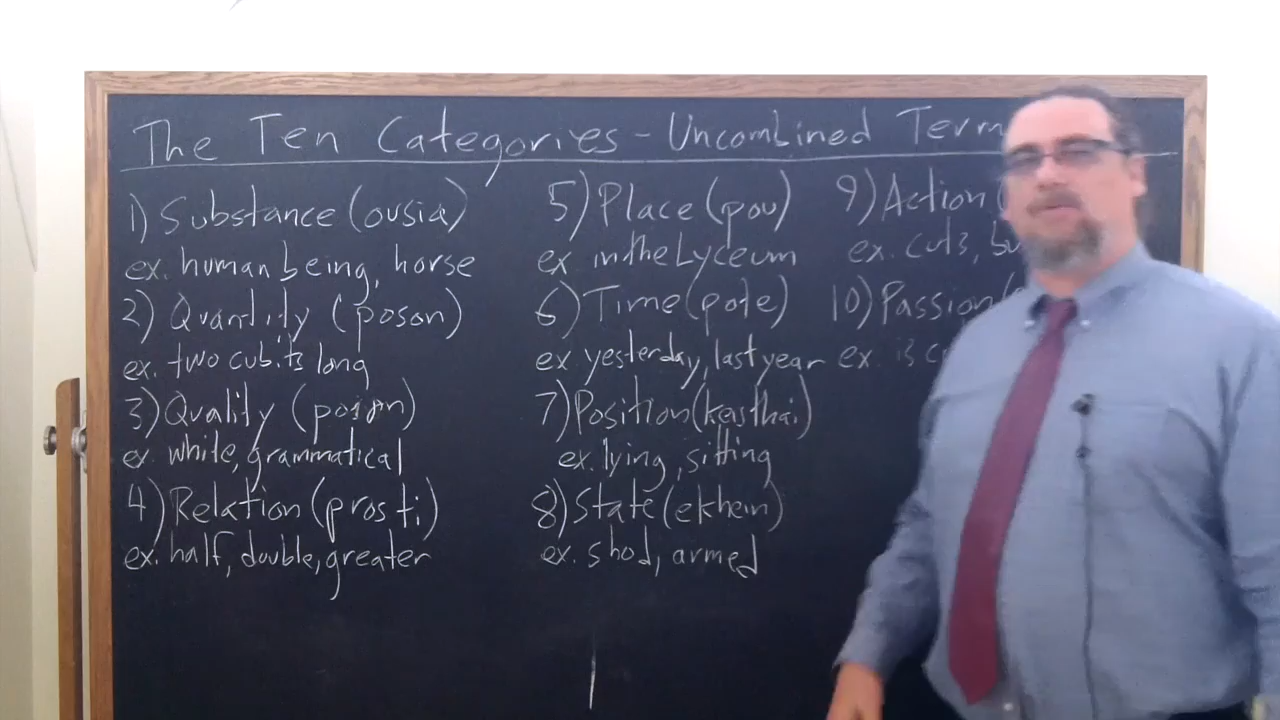 The Ten Categories - Uncombined Term
1) Substance (ousia)
ex. human being, horse
2) Quantity (poson)
ex. two cubits long
3) Quality (poion)
ex. white, grammatical
4) Relation (pros ti)
ex. half, double, greater
5) Place (pou)
ex in the Lyceum
6) Time (pote)
ex yesterday, last year
7) Position (keisthai)
ex. lying, sitting
8) State (ekhein)
ex. shod, armed
9) Action (
ex. cuts, bu
10) Passion (
ex. is c